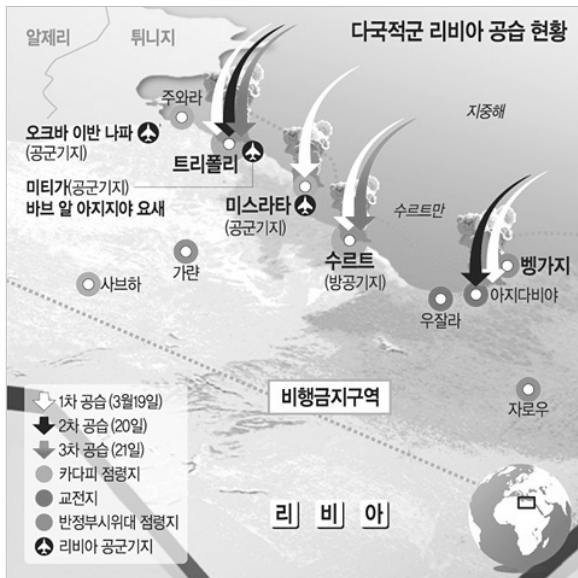 다국적군 리비아 공습 현황
알제리
튀니지
지중해
주와라
오크바 이반 나파
(공군기지)
트리폴리
미티가(공군기지)
바브 알 아지지야 요새
미스라타
(공군기지)
수르트만
수르트
(방공기지)
벵가지
아지다비야
우잘라
가랸
사브하
비행금지구역
자로우
1차 공습 (3월19일)
2차 공습 (20일)
3차 공습 (21일)
카다피 점령지
교전지
반정부시위대 점령지
리비아 공군기지
리 비 아